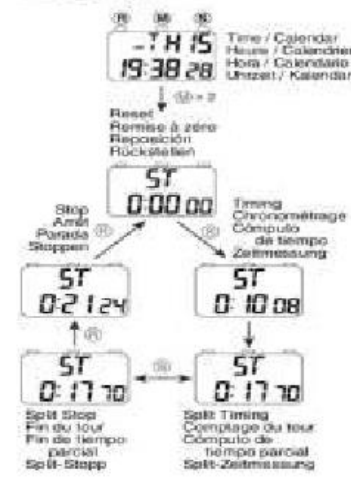 R M S
TH 15
19:38 28
Time / Calendar
Heure / Calendrier
Hora / Calendario
Uhrzeit / Kalendar
M × 2
Reset
Remise à zéro
Reposición
Rückstellen
ST
0:00 00
Stop
Arrêt
Parada
Stoppen
R
S
Timing
Chronométrage
Cómputo
de tiempo
Zeitmessung
ST
0:21 24
ST
0:10 08
R
ST
0:17 70
S
ST
0:17 70
Split Stop
Fin du tour
Fin de tiempo
parcial
Split-Stopp
Split Timing
Comptage du tour
Cómputo de
tiempo parcial
Split-Zeitmessung